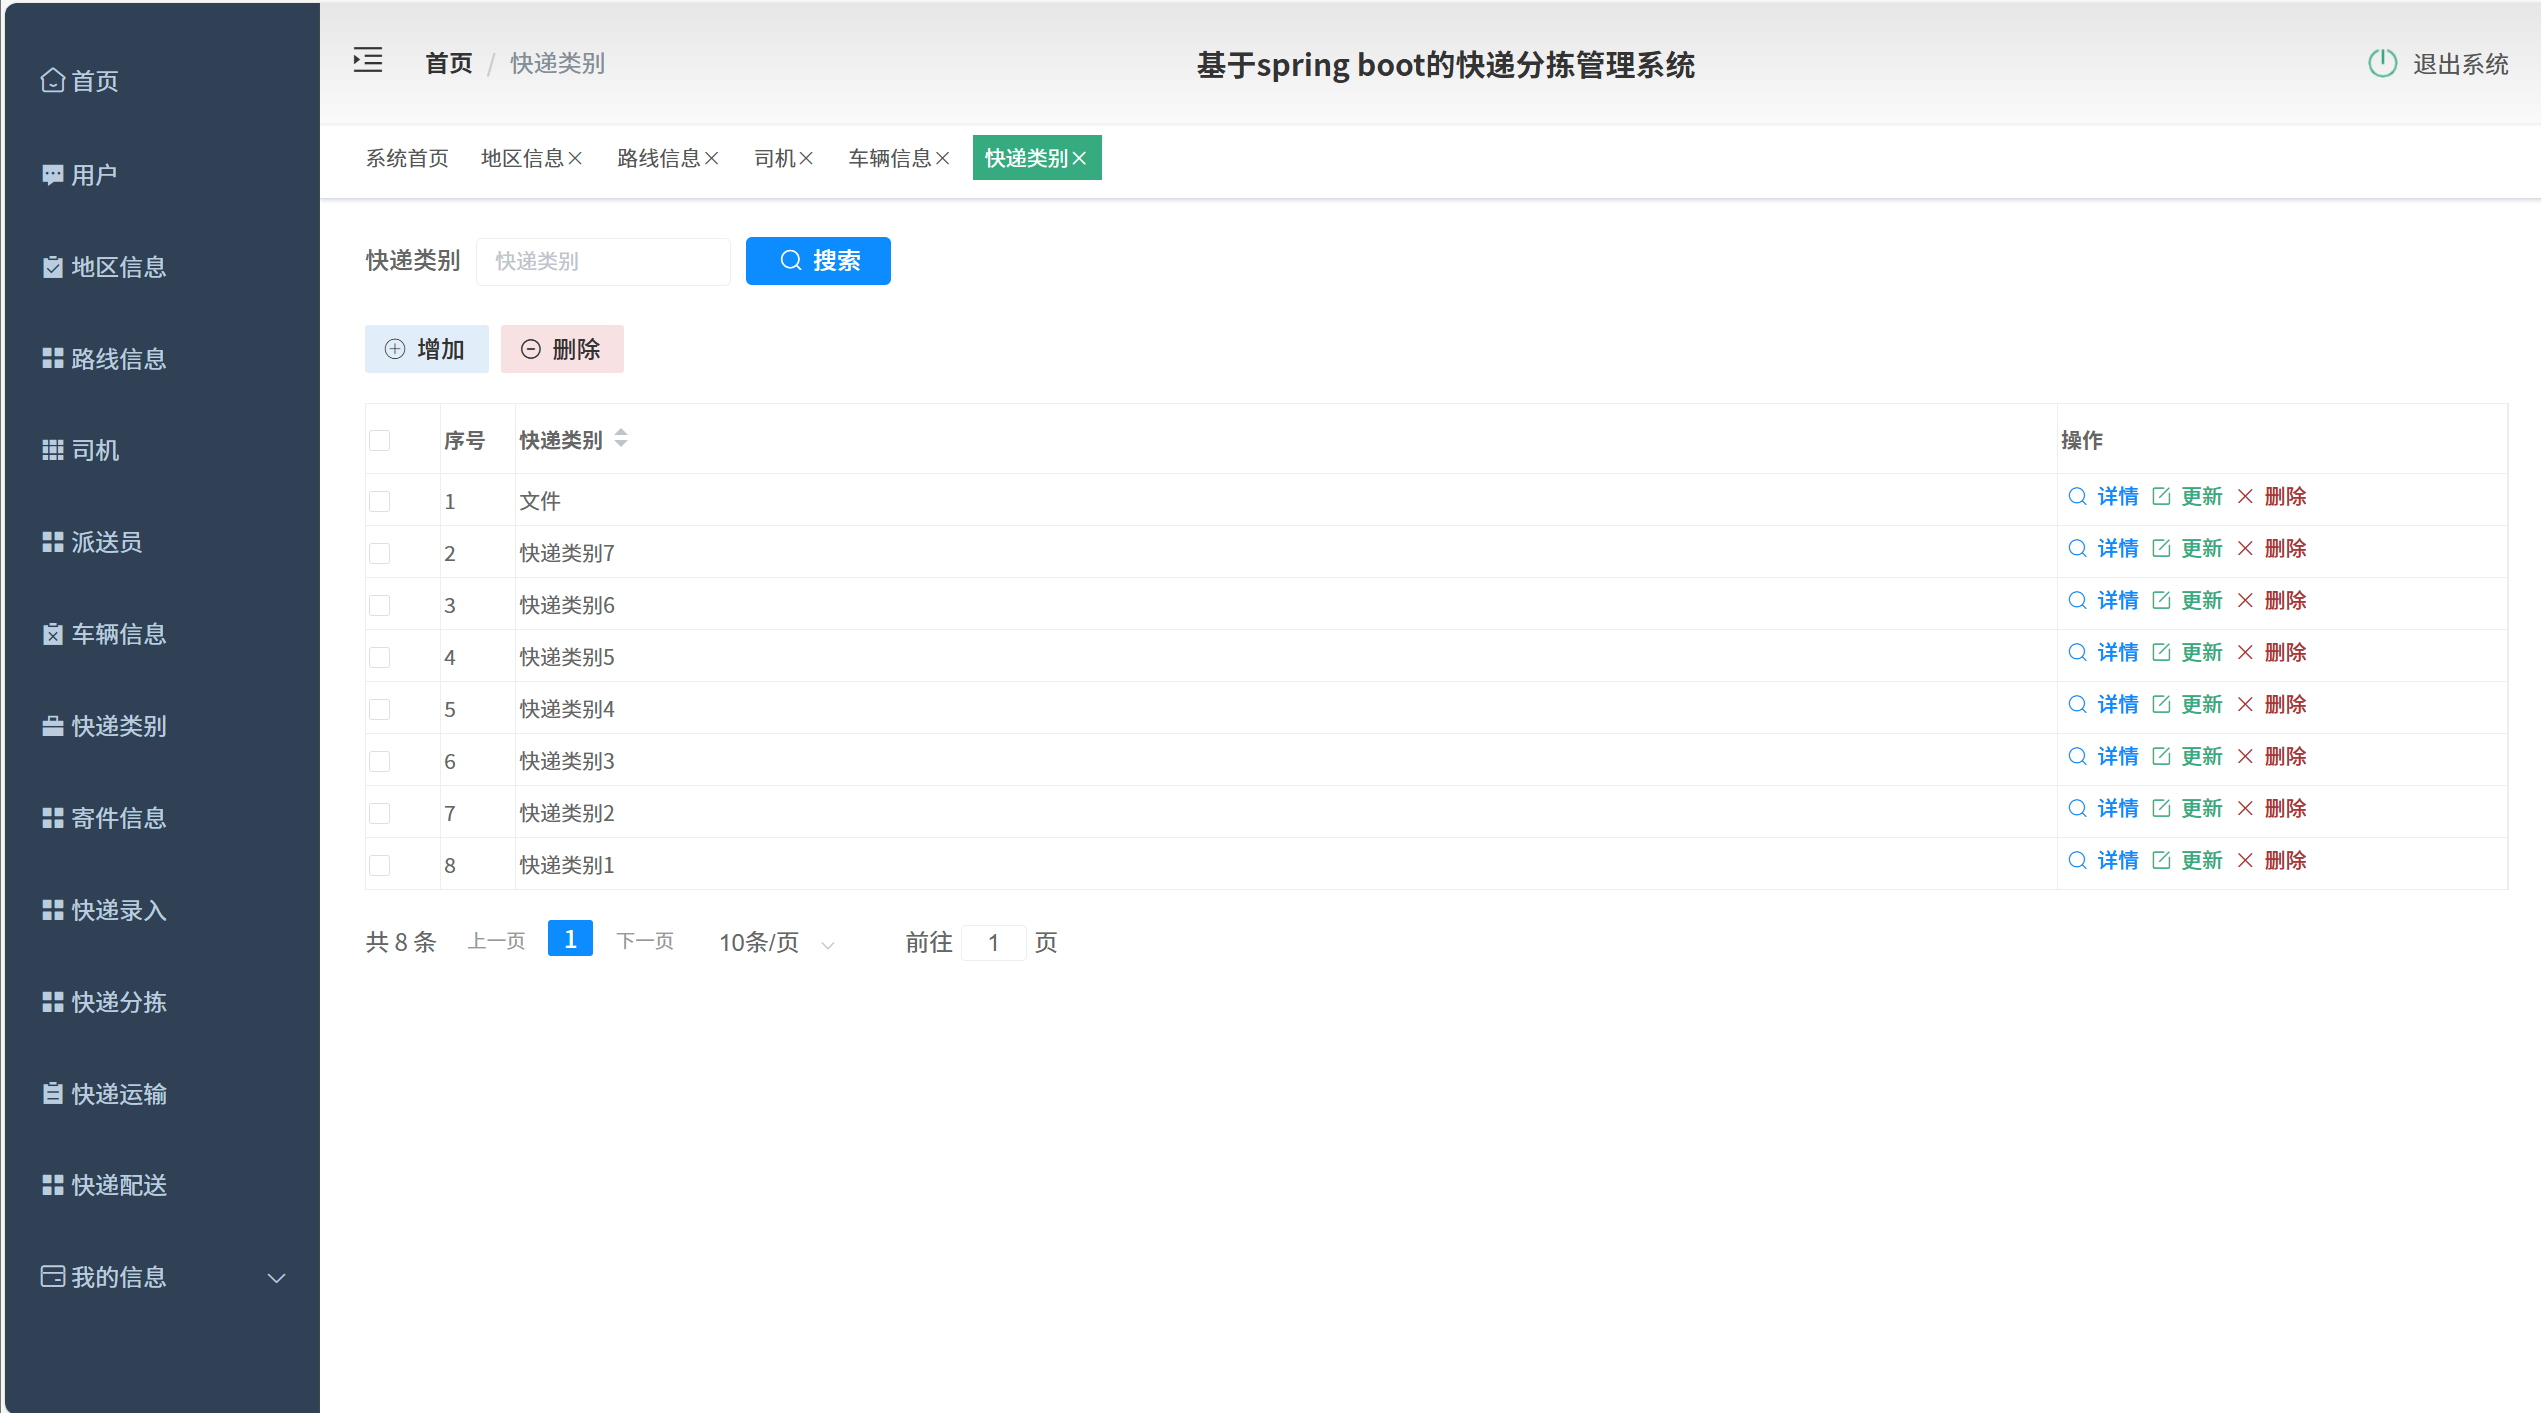 首页
用户
地区信息
路线信息
司机
派送员
车辆信息
快递类别
寄件信息
快递录入
快递分拣
快递运输
快递配送
我的信息
首页 / 快递类别
基于spring boot的快递分拣管理系统
退出系统
系统首页 地区信息 路线信息 司机 车辆信息 快递类别
快递类别 快递类别 搜索
增加 删除
序号 快递类别 操作
1 文件 详情 更新 删除
2 快递类别7 详情 更新 删除
3 快递类别6 详情 更新 删除
4 快递类别5 详情 更新 删除
5 快递类别4 详情 更新 删除
6 快递类别3 详情 更新 删除
7 快递类别2 详情 更新 删除
8 快递类别1 详情 更新 删除
共 8 条 上一页 1 下一页 10条/页 前往 1 页